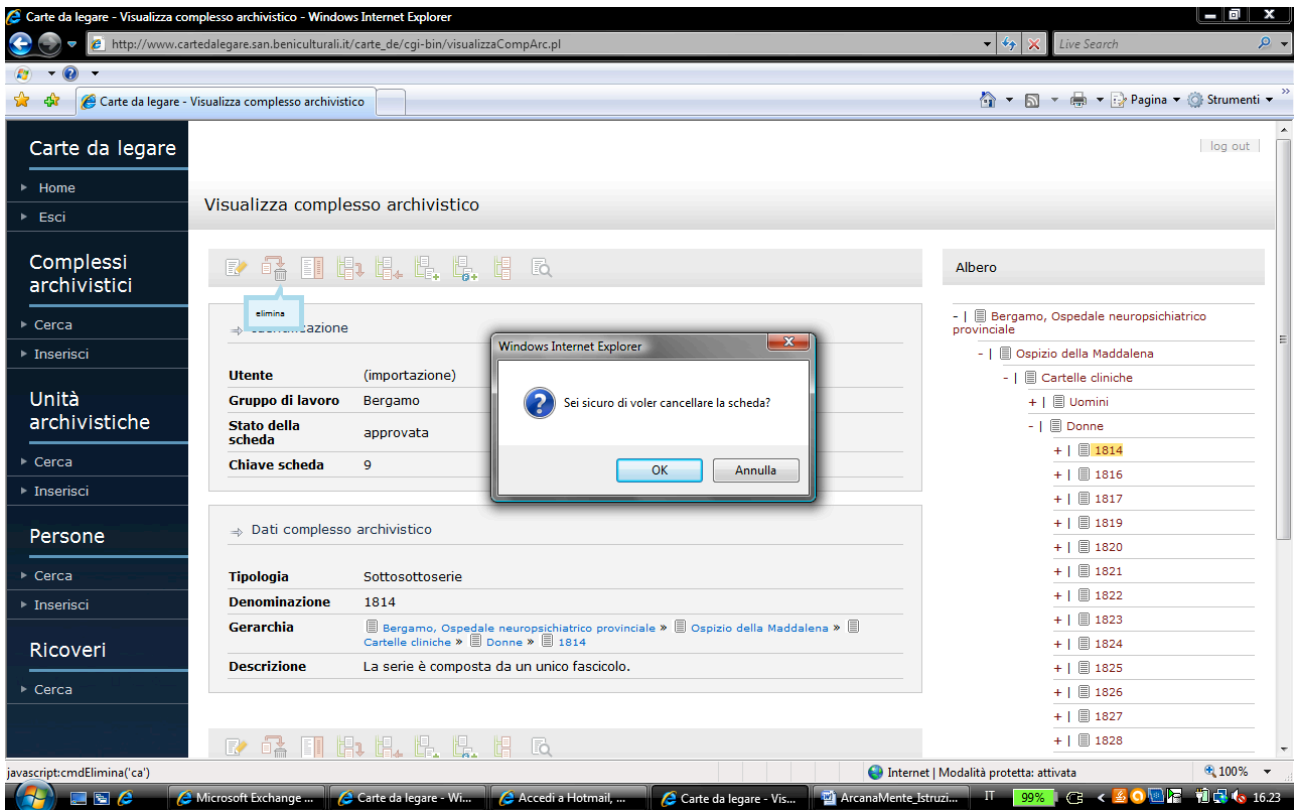 Carte da legare - Visualizza complesso archivistico - Windows Internet Explorer
http://www.cartedalegare.san.beniculturali.it/carte_de/cgi-bin/visualizzaCompArc.pl
Live Search
Carte da legare - Visualizza complesso archivistico
Pagina
Strumenti
Carte da legare
Home
Esci
Complessi
archivistici
Cerca
Inserisci
Unità
archivistiche
Cerca
Inserisci
Persone
Cerca
Inserisci
Ricoveri
Cerca
| log out |
Visualizza complesso archivistico
elimina
Utente (importazione)
Gruppo di lavoro Bergamo
Stato della
scheda approvata
Chiave scheda 9
Windows Internet Explorer
Sei sicuro di voler cancellare la scheda?
OK Annulla
Dati complesso archivistico
Tipologia Sottosottoserie
Denominazione 1814
Gerarchia Bergamo, Ospedale neuropsichiatrico provinciale » Ospizio della Maddalena »
Cartelle cliniche » Donne » 1814
Descrizione La serie è composta da un unico fascicolo.
Albero
- | Bergamo, Ospedale neuropsichiatrico
provinciale
- | Ospizio della Maddalena
- | Cartelle cliniche
+ | Uomini
- | Donne
+ | 1814
+ | 1816
+ | 1817
+ | 1819
+ | 1820
+ | 1821
+ | 1822
+ | 1823
+ | 1824
+ | 1825
+ | 1826
+ | 1827
+ | 1828
javascript:cmdElimina('ca')
Internet | Modalità protetta: attivata
100%
Microsoft Exchange ...
Carte da legare - Wi...
Accedi a Hotmail, ...
Carte da legare - Vis...
ArcanaMente_Istruzi...
IT
99%
16.23